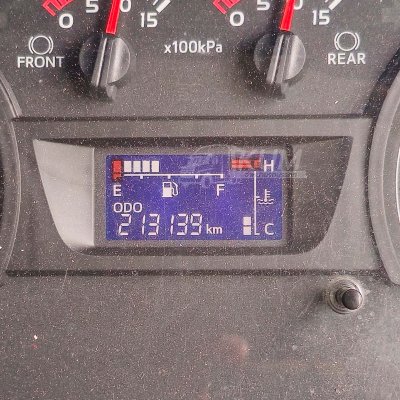 0 5 10 15
0 5 10 15
FRONT
x100kPa
REAR
H
E F
ODO
213139 km
C